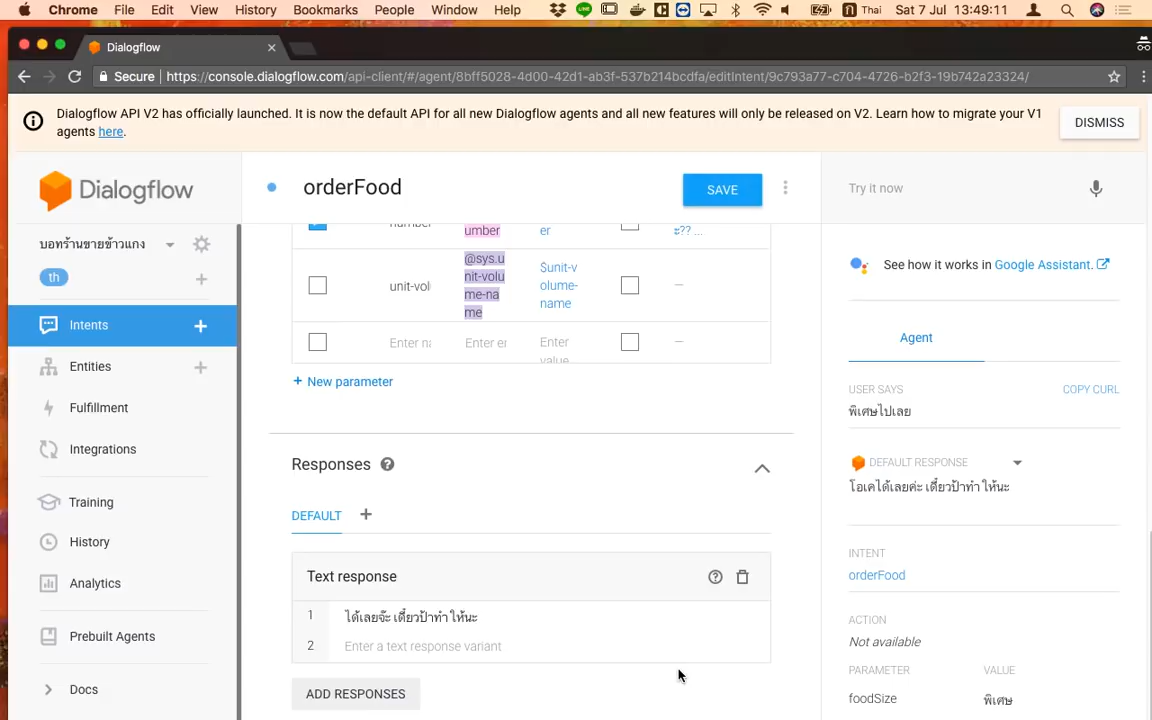 Chrome File Edit View History Bookmarks People Window Help Thai Sat 7 Jul 13:49:11
Dialogflow
Secure https://console.dialogflow.com/api-client/#/agent/8bff5028-4d00-42d1-ab3f-537b214bcdfa/editIntent/9c793a77-c704-4726-b2f3-19b742a23324/
Dialogflow API V2 has officially launched. It is now the default API for all new Dialogflow agents and all new features will only be released on V2. Learn how to migrate your V1
agents here.
DISMISS
Dialogflow
บอทร้านขายข้าวแกง
th
Intents
Entities
Fulfillment
Integrations
Training
History
Analytics
Prebuilt Agents
Docs
orderFood
SAVE
umber
er
ะ?? ...
@sys.u
nit-volu
me-na
me
unit-vol
$unit-v
olume-
name
Enter na
Enter er
Enter
value
+ New parameter
Responses
DEFAULT
Text response
1 ได้เลยจ๊ะ เดี๋ยวป้าทำ ให้นะ
2 Enter a text response variant
ADD RESPONSES
Try it now
See how it works in Google Assistant.
Agent
USER SAYS
COPY CURL
พิเศษไปเลย
DEFAULT RESPONSE
โอเคได้เลยค่ะ เดี๋ยวป้าทำ ให้นะ
INTENT
orderFood
ACTION
Not available
PARAMETER VALUE
foodSize พิเศษ